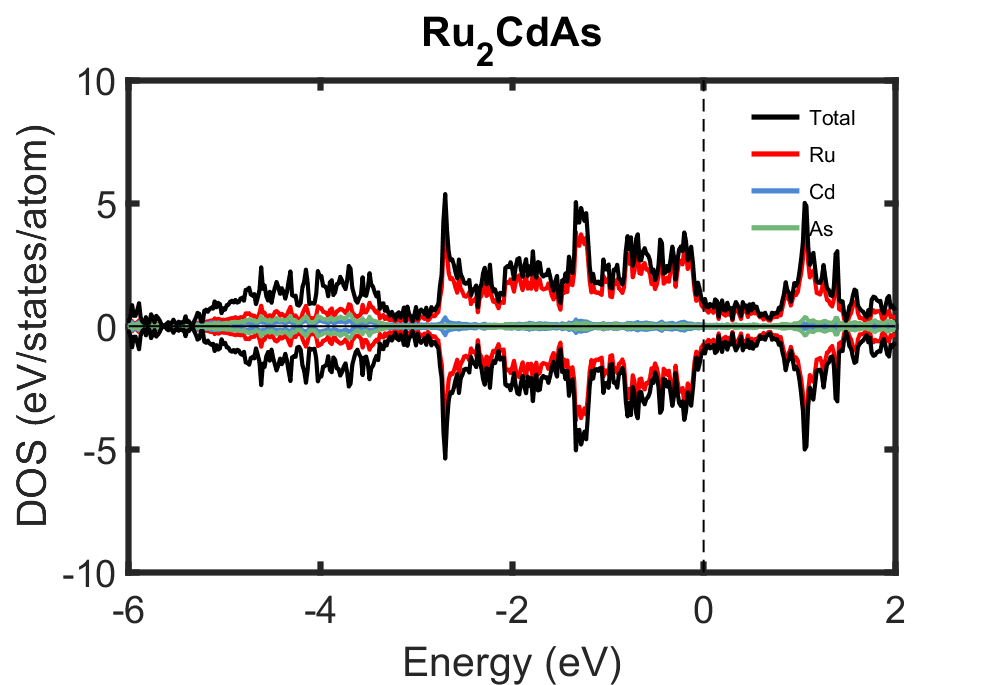 Ru₂CdAs
10
5
0
-5
-10
DOS (eV/states/atom)
Total
Ru
Cd
As
-6 -4 -2 0 2
Energy (eV)